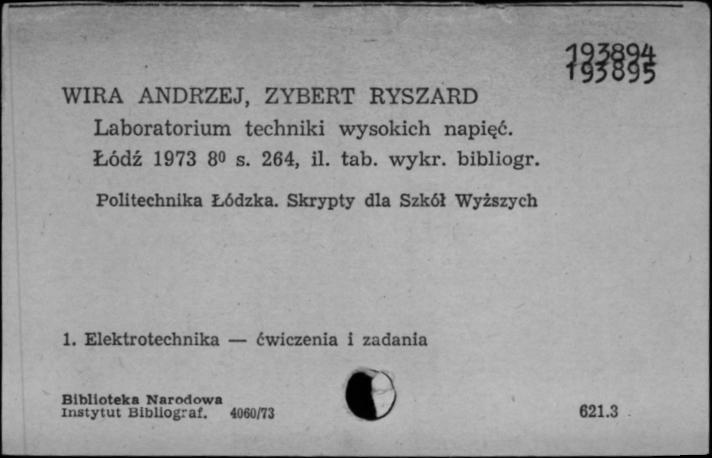 193894
193895
WIRA ANDRZEJ, ZYBERT RYSZARD
Laboratorium techniki wysokich napięć.
Łódź 1973 8⁰ s. 264, il. tab. wykr. bibliogr.
Politechnika Łódzka. Skrypty dla Szkół Wyższych
1. Elektrotechnika — ćwiczenia i zadania
Biblioteka Narodowa
Instytut Bibliograf. 4060/73
621.3